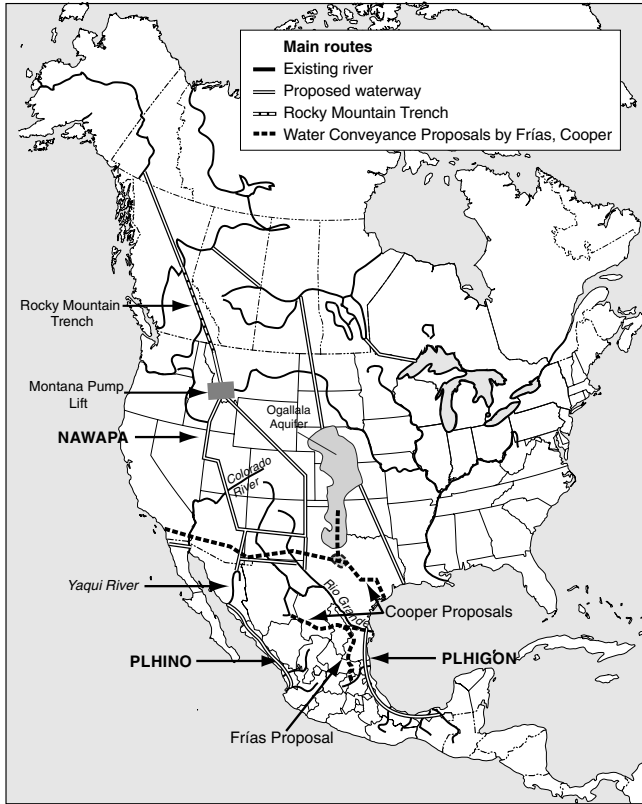 Main routes
Existing river
Proposed waterway
Rocky Mountain Trench
Water Conveyance Proposals by Frías, Cooper
Rocky Mountain
Trench
Montana Pump
Lift
Ogallala
Aquifer
NAWAPA
Colorado
River
Yaqui River
Rio Grande
Cooper Proposals
PLHINO
PLHIGON
Frías Proposal